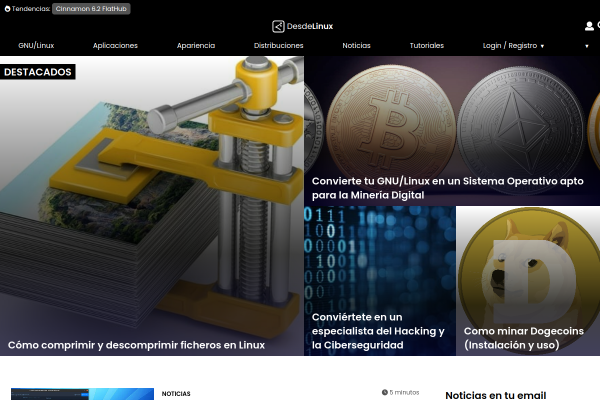 Tendencias: Cinnamon 6.2 FlatHub
DesdeLinux
GNU/Linux Aplicaciones Apariencia Distribuciones Noticias Tutoriales Login / Registro
DESTACADOS
Convierte tu GNU/Linux en un Sistema Operativo apto
para la Minería Digital
Cómo comprimir y descomprimir ficheros en Linux
Conviértete en un
especialista del Hacking y
la Ciberseguridad
Como minar Dogecoins
(Instalación y uso)
NOTICIAS
5 minutos
Noticias en tu email